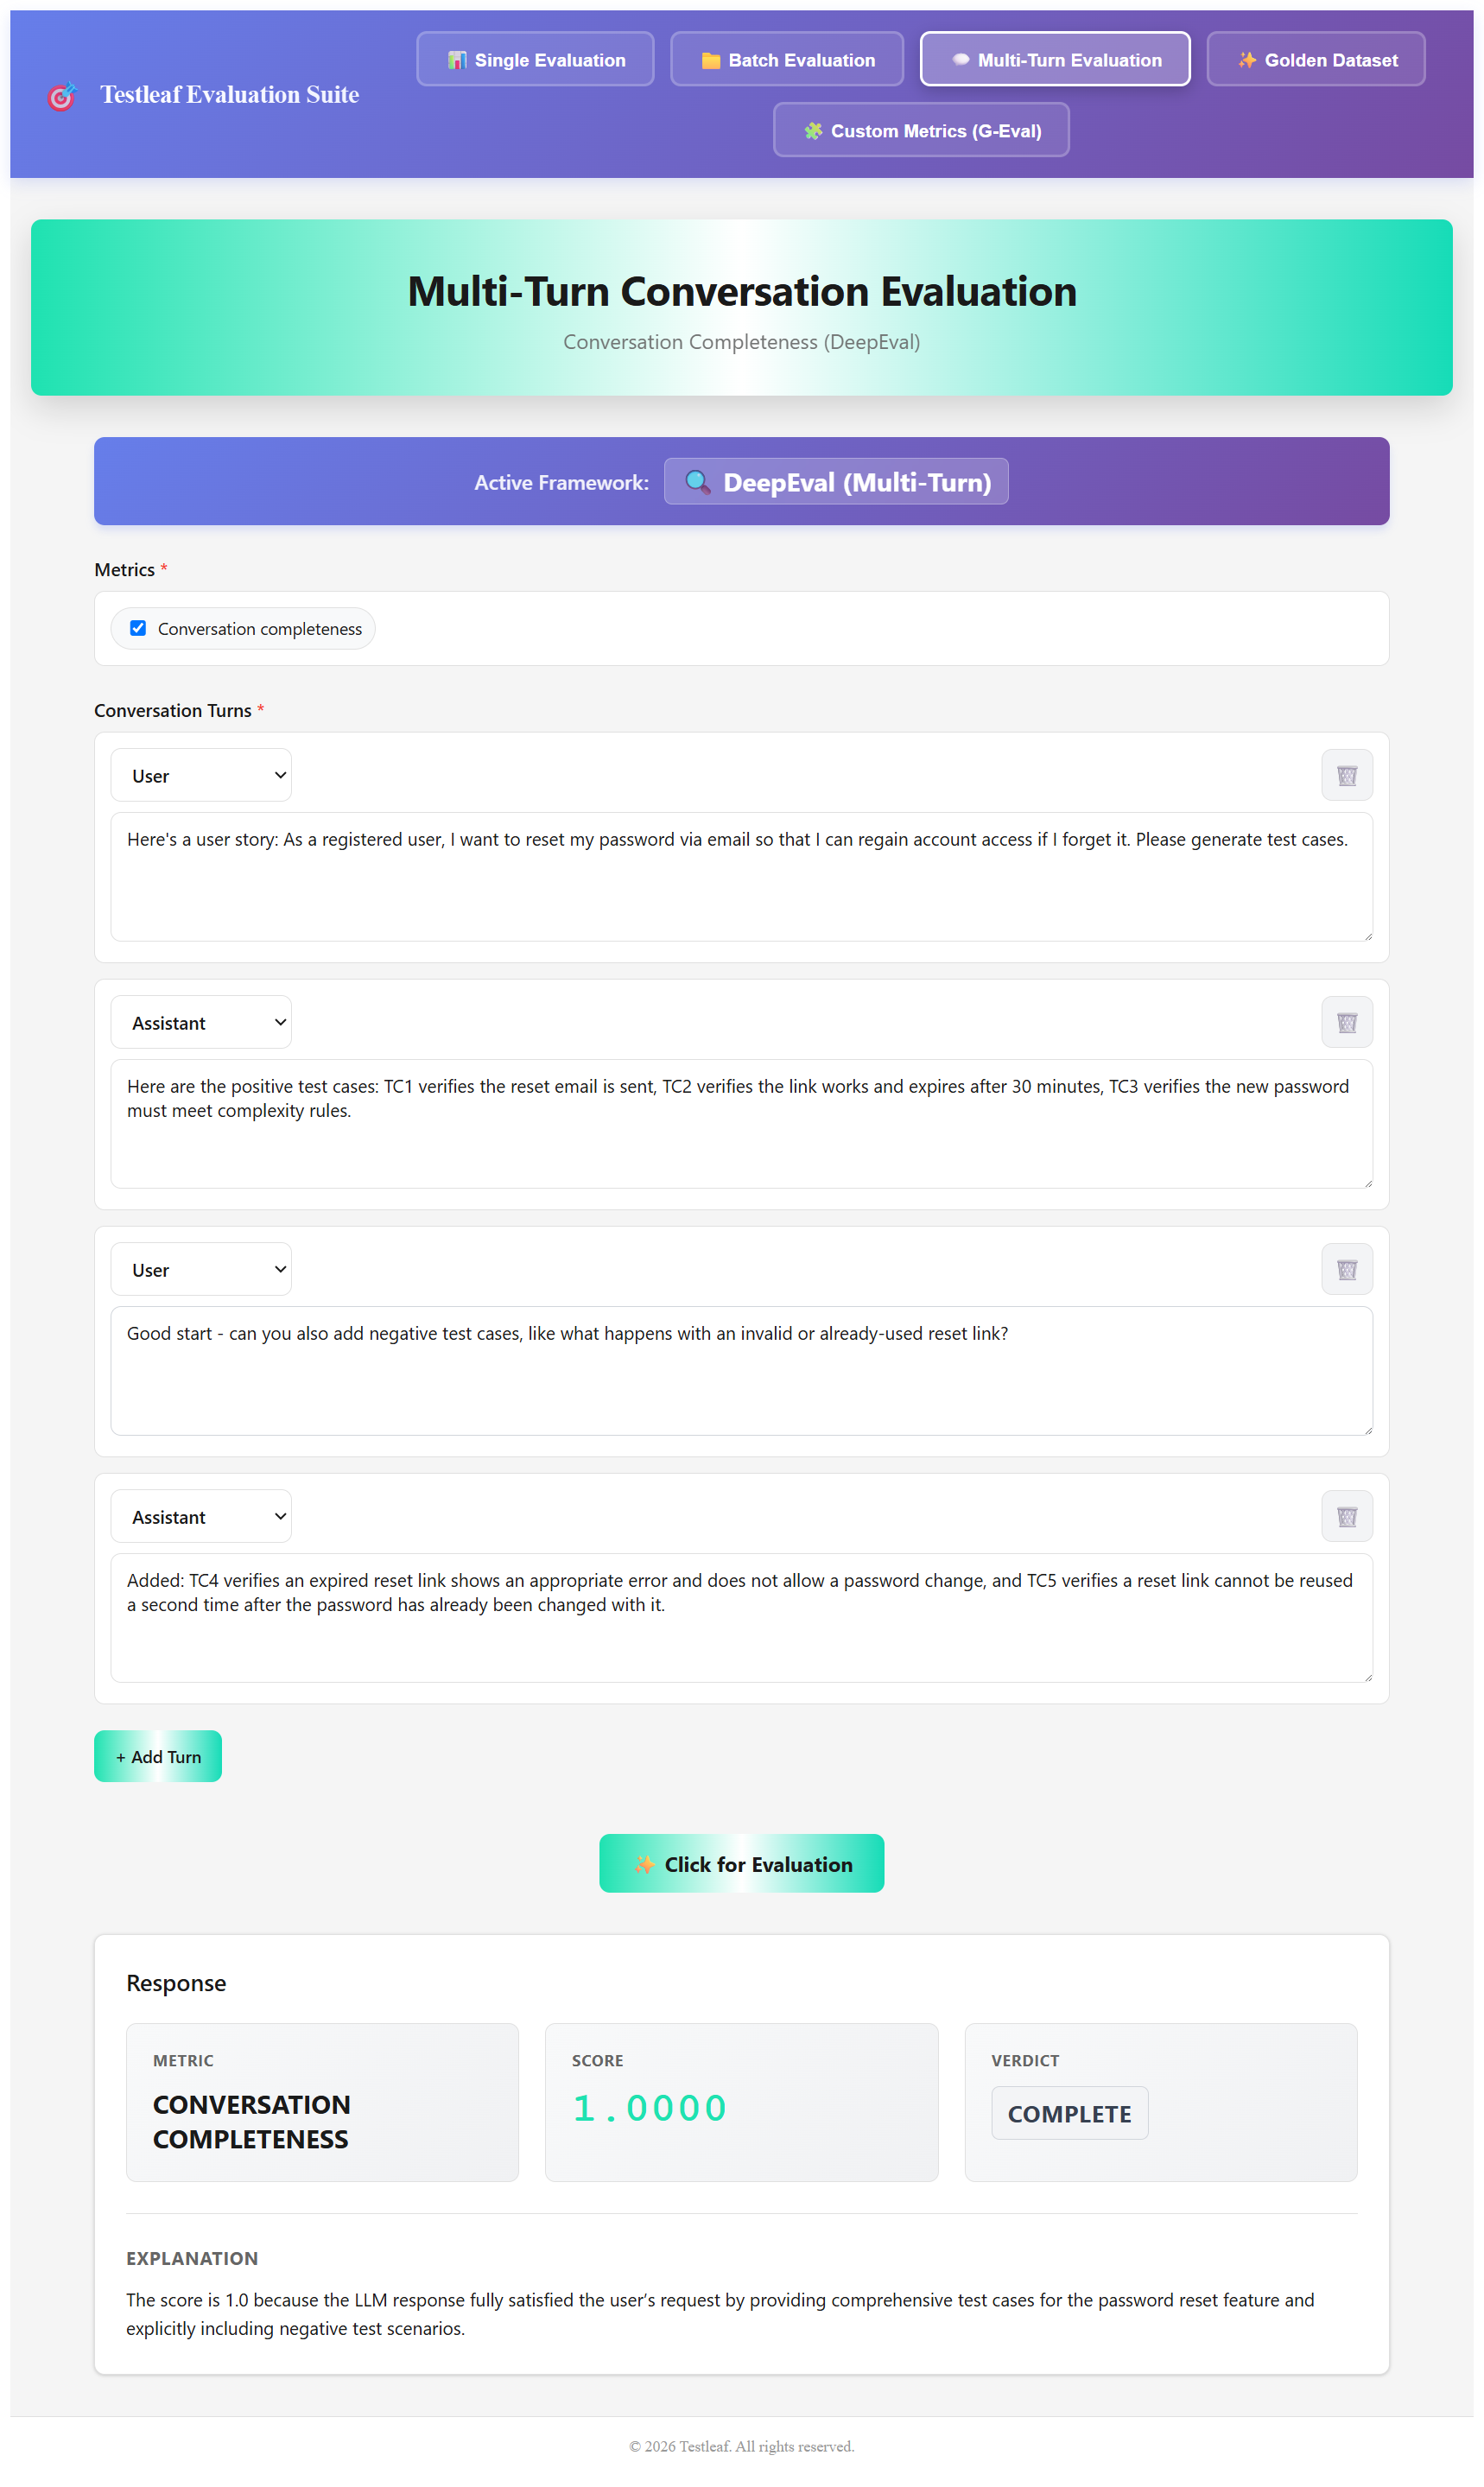 Testleaf Evaluation Suite
Single Evaluation
Batch Evaluation
Multi-Turn Evaluation
Golden Dataset
Custom Metrics (G-Eval)
Multi-Turn Conversation Evaluation
Conversation Completeness (DeepEval)
Active Framework:
DeepEval (Multi-Turn)
Metrics *
Conversation completeness
Conversation Turns *
User
Here's a user story: As a registered user, I want to reset my password via email so that I can regain account access if I forget it. Please generate test cases.
Assistant
Here are the positive test cases: TC1 verifies the reset email is sent, TC2 verifies the link works and expires after 30 minutes, TC3 verifies the new password
must meet complexity rules.
User
Good start - can you also add negative test cases, like what happens with an invalid or already-used reset link?
Assistant
Added: TC4 verifies an expired reset link shows an appropriate error and does not allow a password change, and TC5 verifies a reset link cannot be reused
a second time after the password has already been changed with it.
+ Add Turn
Click for Evaluation
Response
METRIC
CONVERSATION
COMPLETENESS
SCORE
1.0000
VERDICT
COMPLETE
EXPLANATION
The score is 1.0 because the LLM response fully satisfied the user’s request by providing comprehensive test cases for the password reset feature and
explicitly including negative test scenarios.
© 2026 Testleaf. All rights reserved.